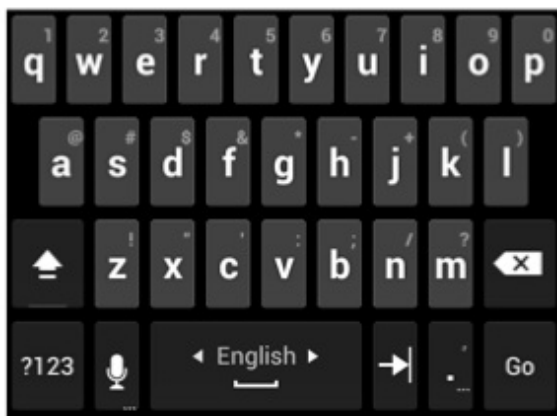 1 2 3 4 5 6 7 8 9 0
q w e r t y u i o p
@ # $ & * - + ( )
a s d f g h j k l
! " ' : ; / ?
z x c v b n m
?123 English . Go